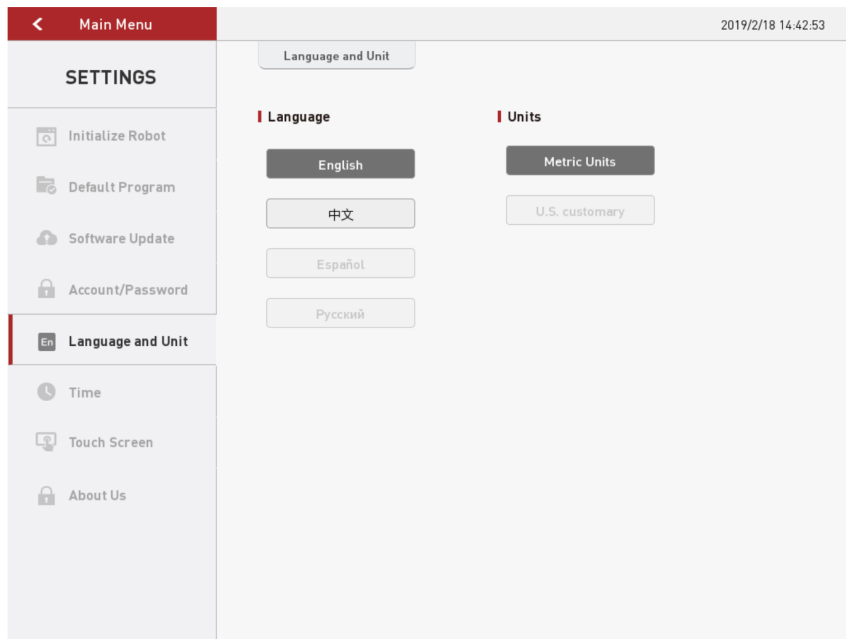 Main Menu
2019/2/18 14:42:53
SETTINGS
Initialize Robot
Default Program
Software Update
Account/Password
En Language and Unit
Time
Touch Screen
About Us
Language and Unit
Language
English
中文
Español
Русский
Units
Metric Units
U.S. customary